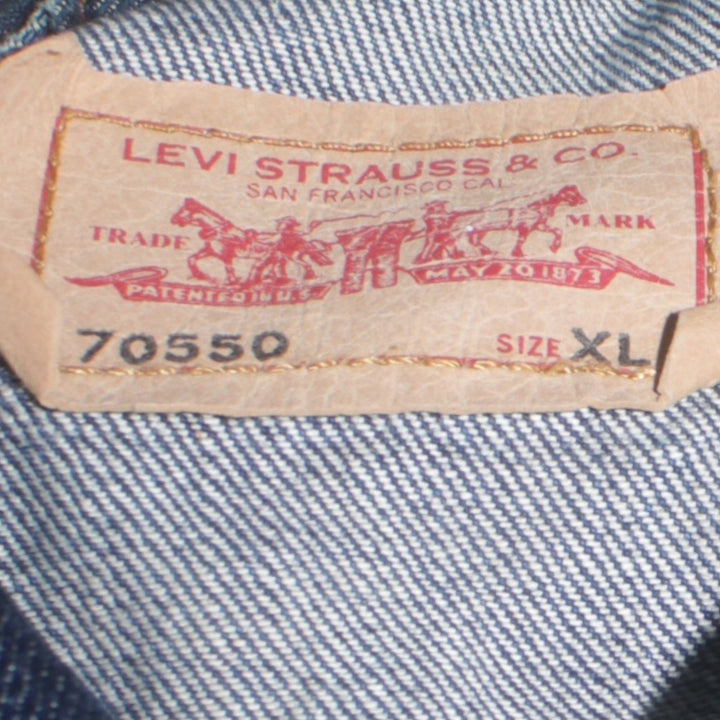 LEVI STRAUSS & CO.
SAN FRANCISCO CAL.
TRADE MARK
PATENTED IN U.S. MAY 20 1873
70550 SIZE XL